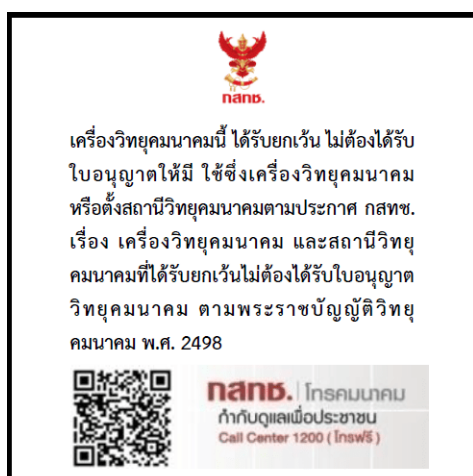 กสทช.
เครื่องวิทยุคมนาคมนี้ ได้รับยกเว้น ไม่ต้องได้รับ
ใบอนุญาตให้มี ใช้ซึ่งเครื่องวิทยุคมนาคม
หรือตั้งสถานีวิทยุคมนาคมตามประกาศ กสทช.
เรื่อง เครื่องวิทยุคมนาคม และสถานีวิทยุ
คมนาคมที่ได้รับยกเว้นไม่ต้องได้รับใบอนุญาต
วิทยุคมนาคม ตามพระราชบัญญัติวิทยุ
คมนาคม พ.ศ. 2498
กสทช. | โทรคมนาคม
กำกับดูแลเพื่อประชาชน
Call Center 1200 ( โทรฟรี )